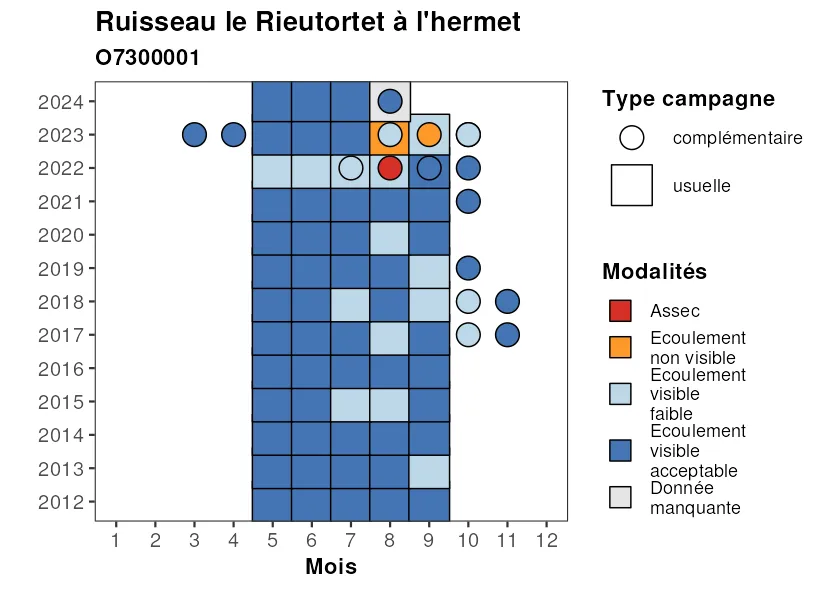 Ruisseau le Rieutortet à l'hermet
O7300001
2024
2023
2022
2021
2020
2019
2018
2017
2016
2015
2014
2013
2012
1 2 3 4 5 6 7 8 9 10 11 12
Mois
Type campagne
complémentaire
usuelle
Modalités
Assec
Ecoulement
non visible
Ecoulement
visible
faible
Ecoulement
visible
acceptable
Donnée
manquante